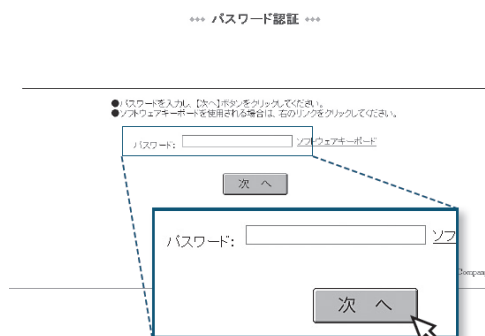 *** パスワード認証 ***
●パスワードを入力し、【次へ】ボタンをクリックしてください。
●ソフトウェアキーボードを使用される場合は、右のリンクをクリックしてください。
パスワード: ソフトウェアキーボード
次 へ
パスワード: ソフ
Compan
次 へ